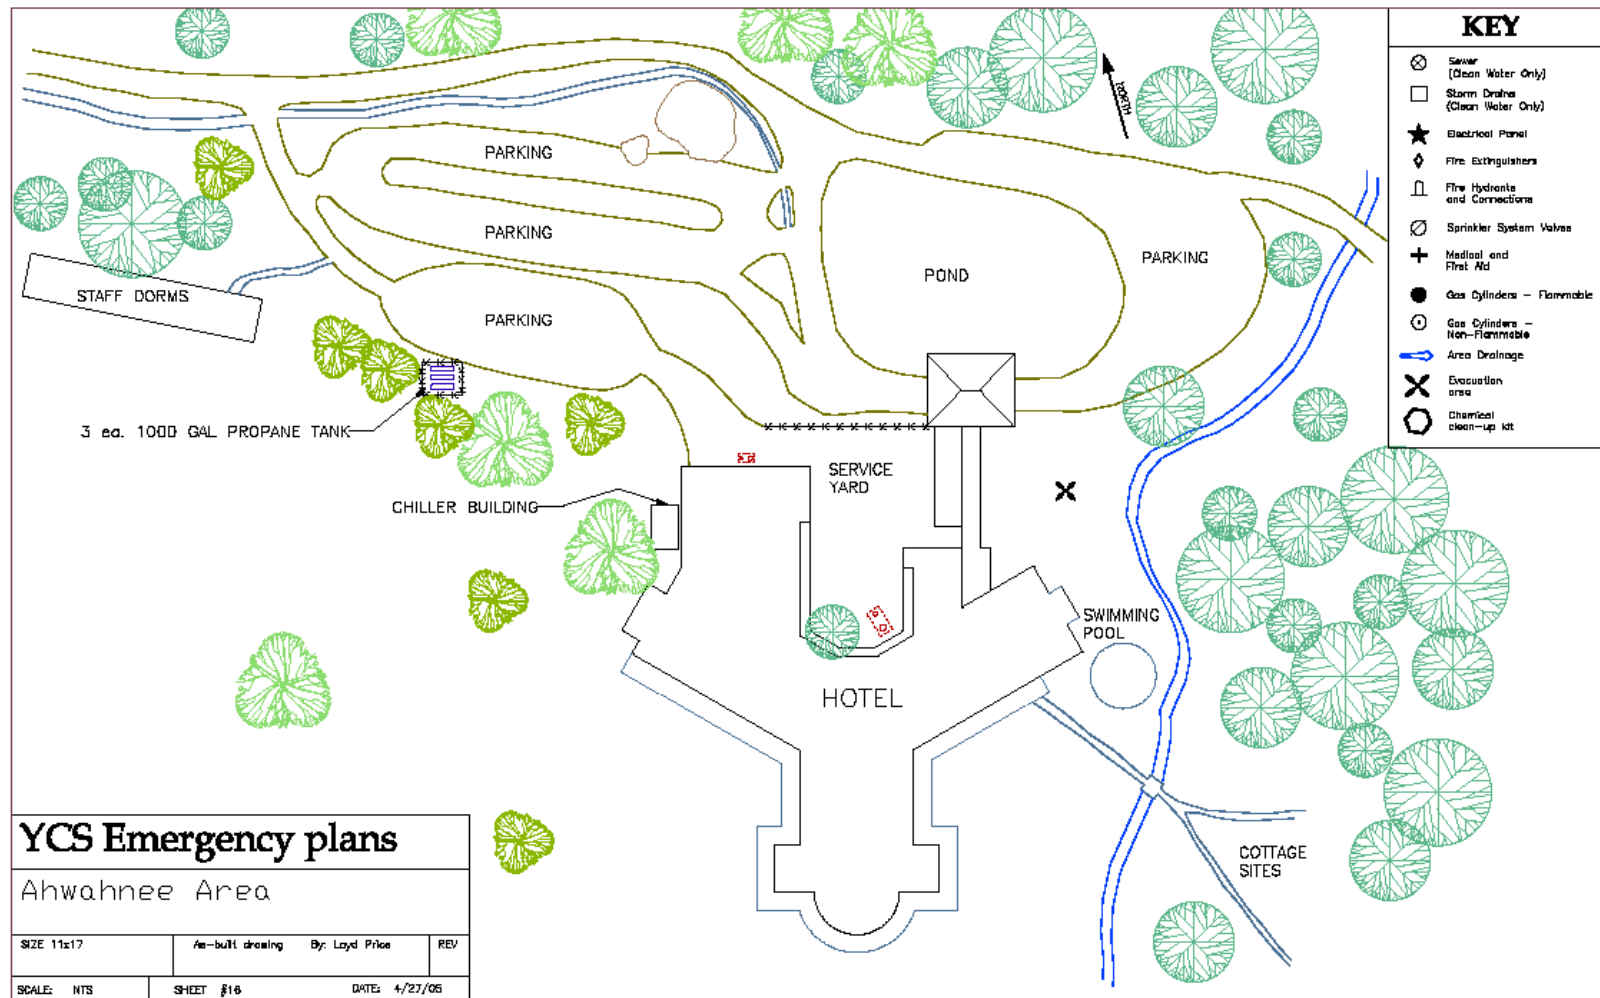 KEY
Sewer
(Clean Water Only)
Storm Drains
(Clean Water Only)
Electrical Panel
Fire Extinguishers
Fire Hydrants
and Connections
Sprinkler System Valves
Medical and
First Aid
Gas Cylinders - Flammable
Gas Cylinders -
Non-Flammable
Area Drainage
Evacuation
area
Chemical
clean-up kit
NORTH
PARKING
PARKING
PARKING
POND
PARKING
STAFF DORMS
3 ea. 1000 GAL PROPANE TANK
CHILLER BUILDING
SERVICE
YARD
SWIMMING
POOL
HOTEL
COTTAGE
SITES
YCS Emergency plans
Ahwahnee Area
SIZE 11x17
As-built drawing By: Loyd Price
REV
SCALE: NTS
SHEET #16
DATE: 4/27/05